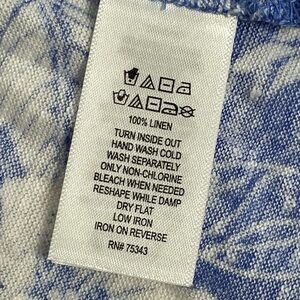 100% LINEN
TURN INSIDE OUT
HAND WASH COLD
WASH SEPARATELY
ONLY NON-CHLORINE
BLEACH WHEN NEEDED
RESHAPE WHILE DAMP
DRY FLAT
LOW IRON
IRON ON REVERSE
RN# 75343